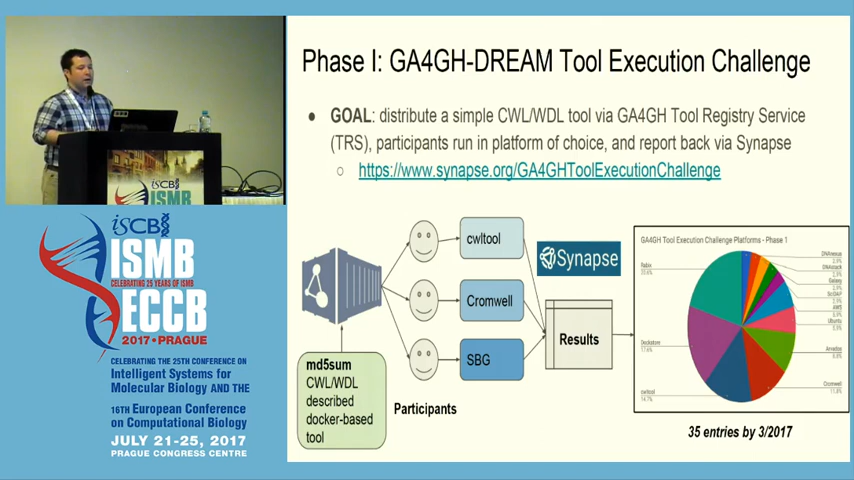 Phase I: GA4GH-DREAM Tool Execution Challenge
GOAL: distribute a simple CWL/WDL tool via GA4GH Tool Registry Service
(TRS), participants run in platform of choice, and report back via Synapse
https://www.synapse.org/GA4GHToolExecutionChallenge
cwltool
Cromwell
SBG
md5sum
CWL/WDL
described
docker-based
tool
Participants
Synapse
Results
GA4GH Tool Execution Challenge Platforms - Phase 1
DNAnexus
DNAstack
Galaxy
Arvados
Cromwell
cwltool
Dockstore
Rabix
35 entries by 3/2017
iSCB
ISMB
iSCB
ISMB
CELEBRATING 25 YEARS OF ISMB
ECCB
2017 • PRAGUE
CELEBRATING THE 25TH CONFERENCE ON
Intelligent Systems for
Molecular Biology AND THE
16TH European Conference
on Computational Biology
JULY 21-25, 2017
PRAGUE CONGRESS CENTRE